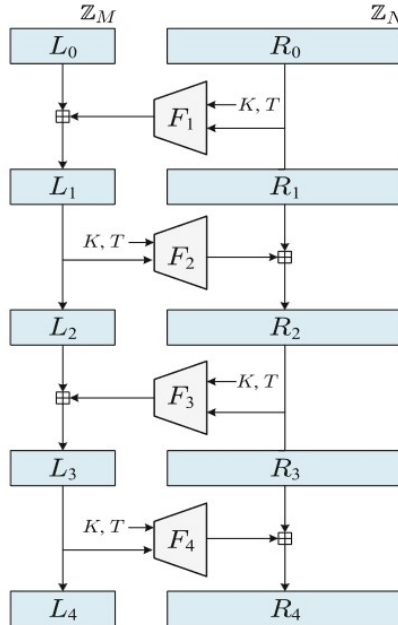 ℤ_M ℤ_N
L_0 R_0
F_1 K, T
L_1 R_1
K, T F_2
L_2 R_2
F_3 K, T
L_3 R_3
K, T F_4
L_4 R_4